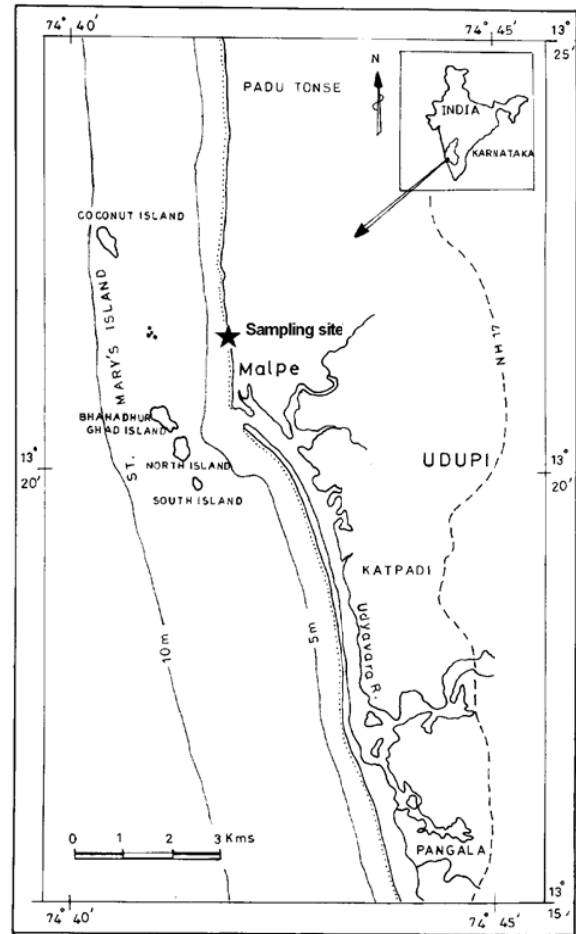 74° 40'
74° 45'
13°
25'
N
PADU TONSE
INDIA
KARNATAKA
COCONUT ISLAND
Sampling site
Malpe
ST. MARY'S ISLAND
BHAHADHUR
GHAD ISLAND
NORTH ISLAND
SOUTH ISLAND
13°
20'
UDUPI
13°
20'
NH 17
KATPADI
Udyavara R.
10m
5m
0 1 2 3 Kms
PANGALA
13°
15'
74° 40'
74° 45'